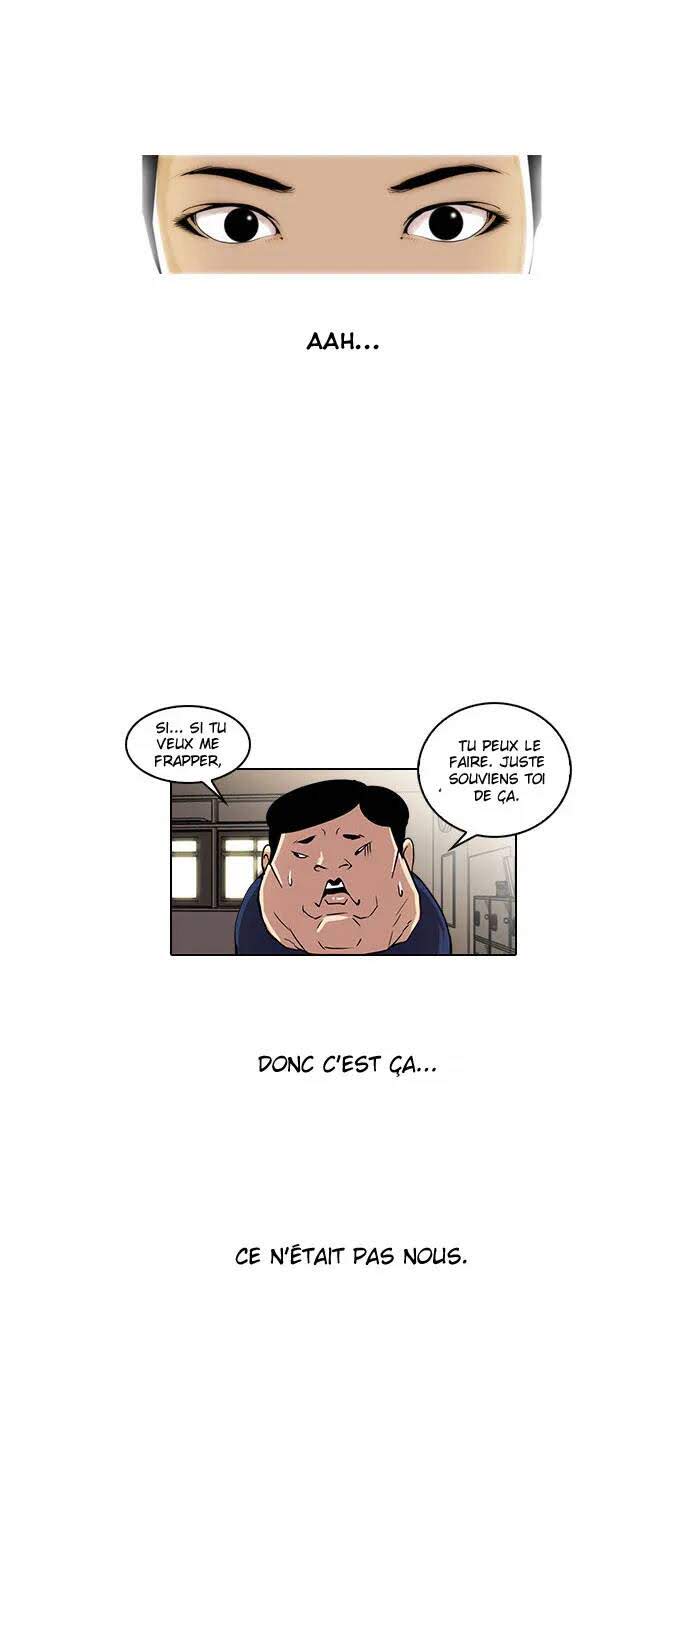 AAH...
SI... SI TU
VEUX ME
FRAPPER,
TU PEUX LE
FAIRE. JUSTE
SOUVIENS TOI
DE ÇA.
DONC C'EST ÇA...
CE N'ÉTAIT PAS NOUS.